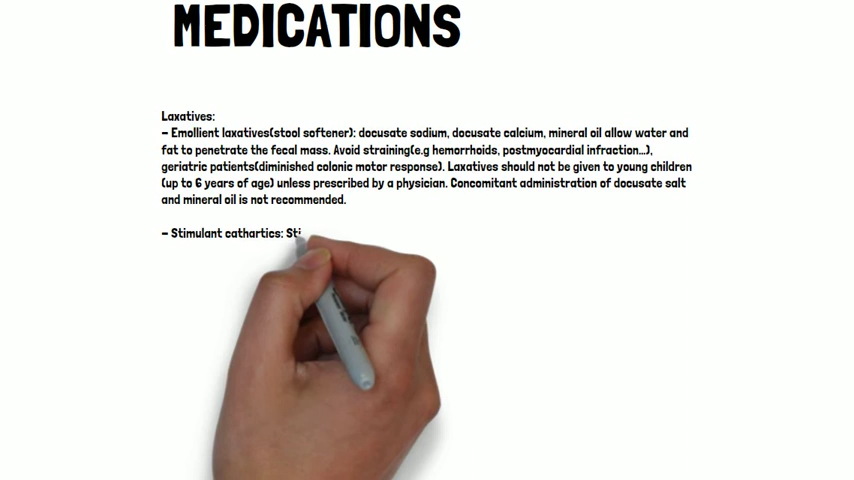 MEDICATIONS
Laxatives:
- Emollient laxatives(stool softener): docusate sodium, docusate calcium, mineral oil allow water and
fat to penetrate the fecal mass. Avoid straining(e.g hemorrhoids, postmyocardial infraction...),
geriatric patients(diminished colonic motor response). Laxatives should not be given to young children
(up to 6 years of age) unless prescribed by a physician. Concomitant administration of docusate salt
and mineral oil is not recommended.
- Stimulant cathartics: Sti